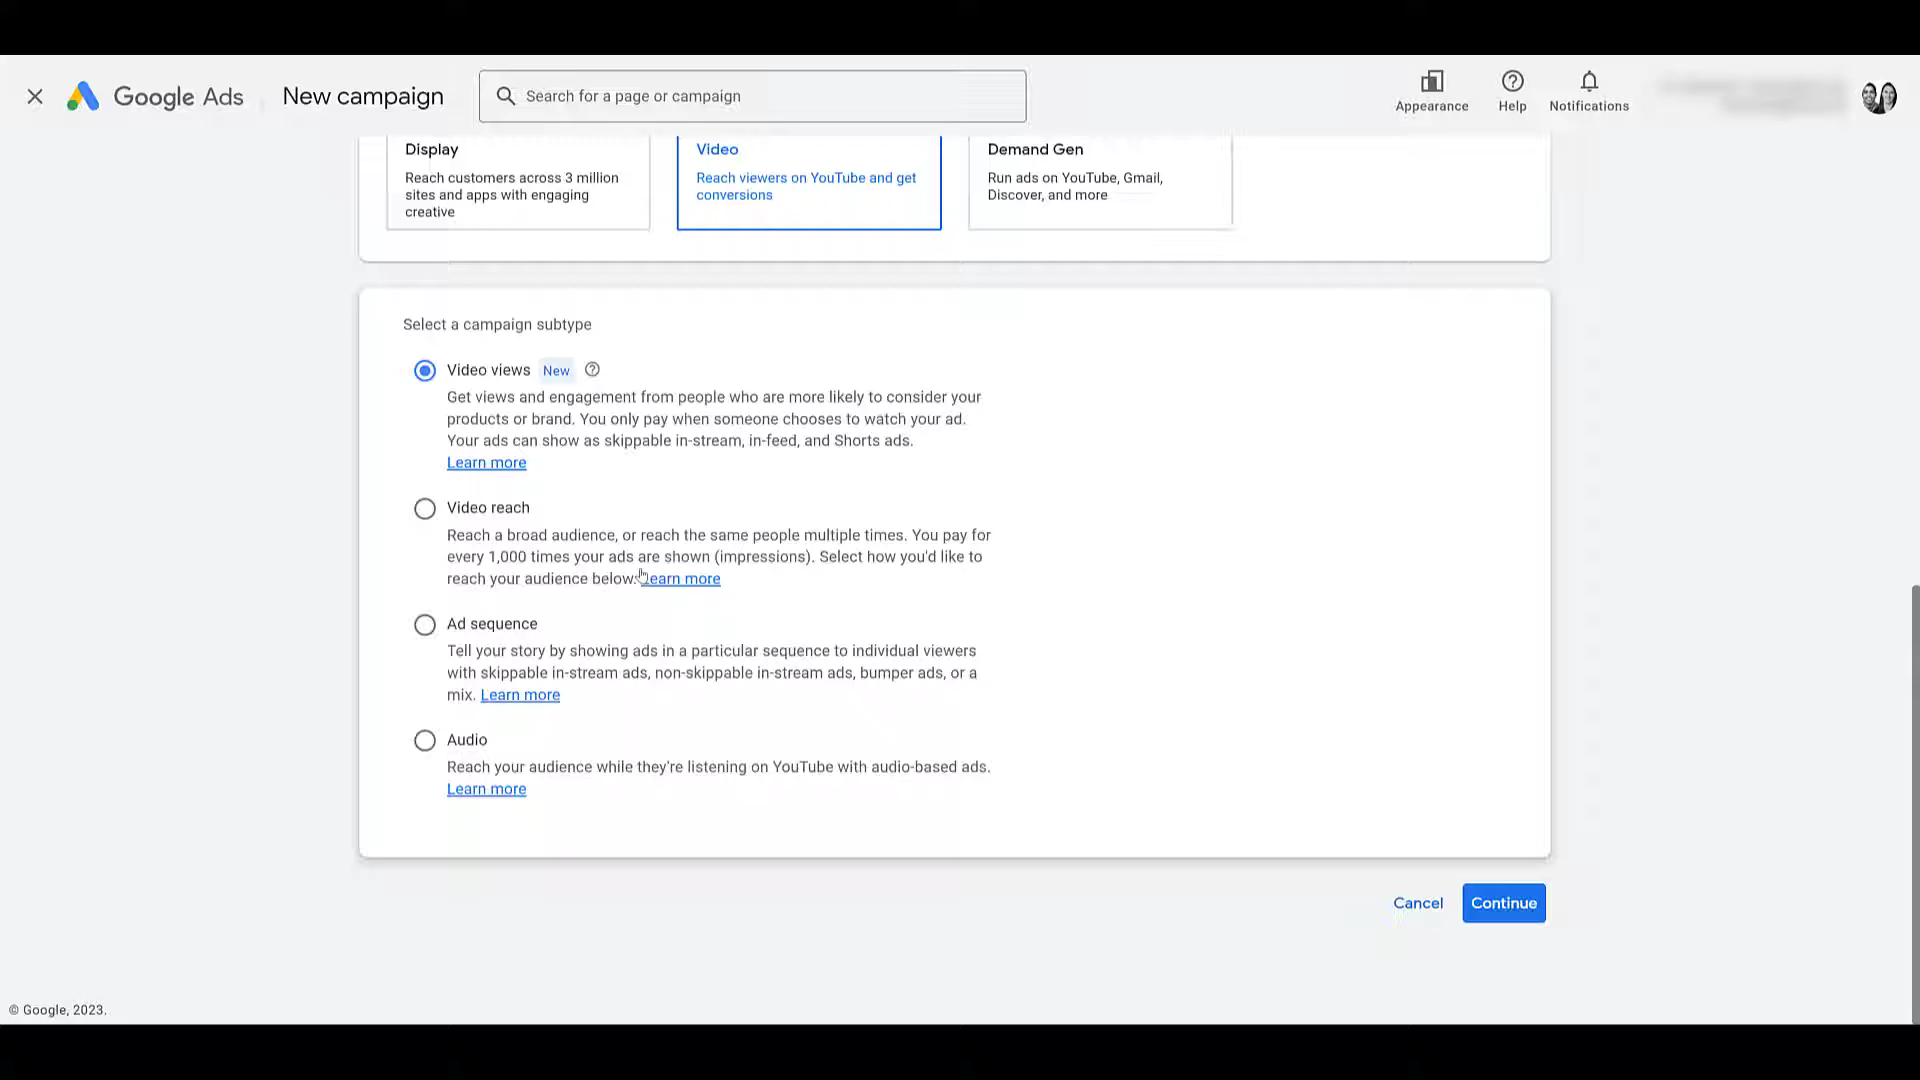 Google Ads
New campaign
Search for a page or campaign
Appearance
Help
Notifications
Display
Reach customers across 3 million
sites and apps with engaging
creative
Video
Reach viewers on YouTube and get
conversions
Demand Gen
Run ads on YouTube, Gmail,
Discover, and more
Select a campaign subtype
Video views New
Get views and engagement from people who are more likely to consider your
products or brand. You only pay when someone chooses to watch your ad.
Your ads can show as skippable in-stream, in-feed, and Shorts ads.
Learn more
Video reach
Reach a broad audience, or reach the same people multiple times. You pay for
every 1,000 times your ads are shown (impressions). Select how you'd like to
reach your audience below. Learn more
Ad sequence
Tell your story by showing ads in a particular sequence to individual viewers
with skippable in-stream ads, non-skippable in-stream ads, bumper ads, or a
mix. Learn more
Audio
Reach your audience while they're listening on YouTube with audio-based ads.
Learn more
Cancel
Continue
© Google, 2023.